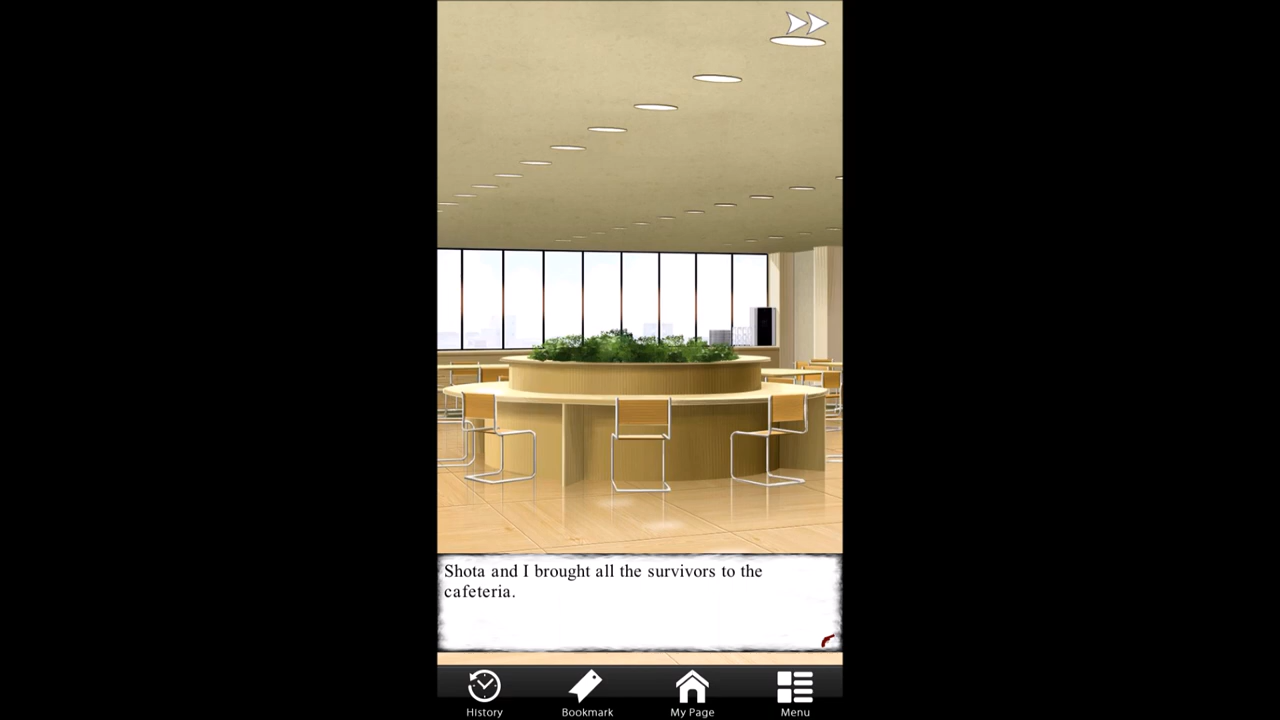 Shota and I brought all the survivors to the
cafeteria.
History
Bookmark
My Page
Menu